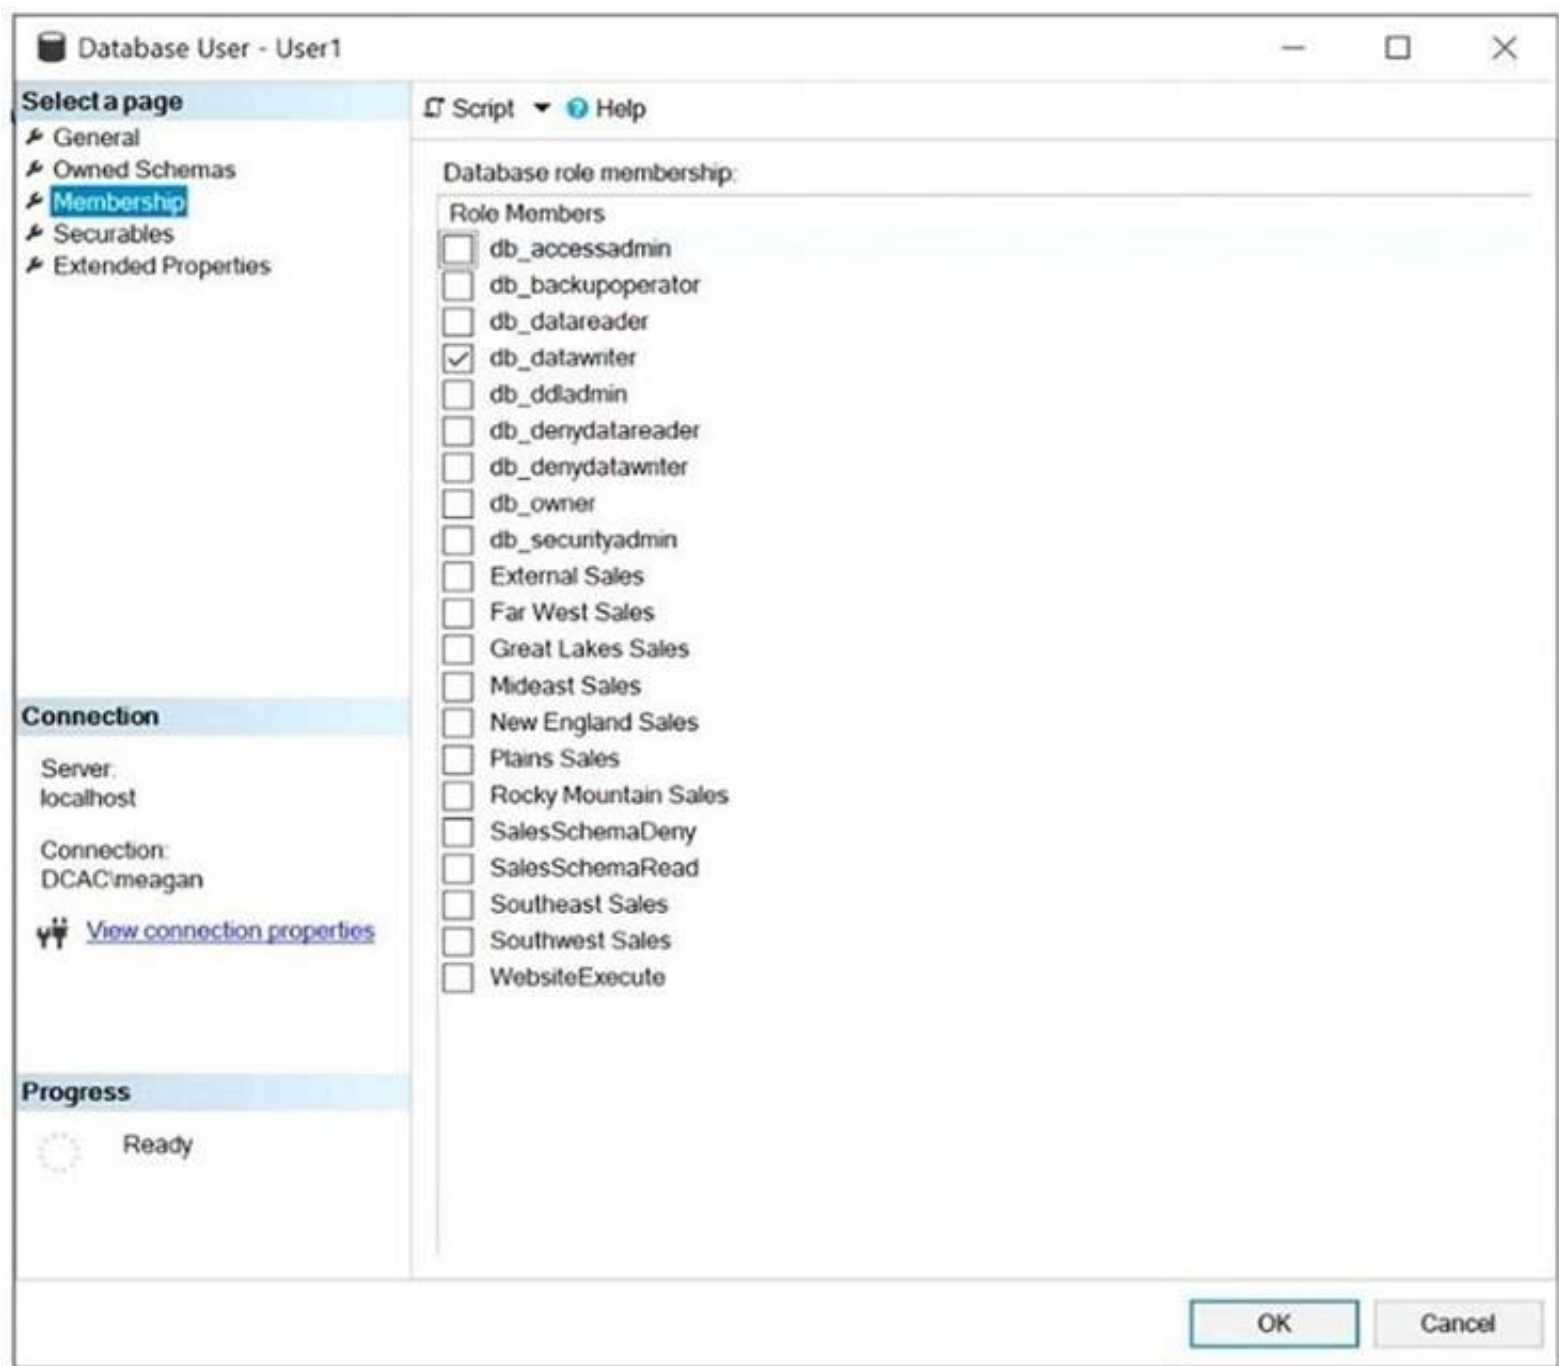 Database User - User1
Select a page
General
Owned Schemas
Membership
Securables
Extended Properties
Script
Help
Database role membership:
Role Members
db_accessadmin
db_backupoperator
db_datareader
db_datawriter
db_ddladmin
db_denydatareader
db_denydatawriter
db_owner
db_securityadmin
External Sales
Far West Sales
Great Lakes Sales
Mideast Sales
New England Sales
Plains Sales
Rocky Mountain Sales
SalesSchemaDeny
SalesSchemaRead
Southeast Sales
Southwest Sales
WebsiteExecute
Connection
Server:
localhost
Connection:
DCAC\meagan
View connection properties
Progress
Ready
OK
Cancel